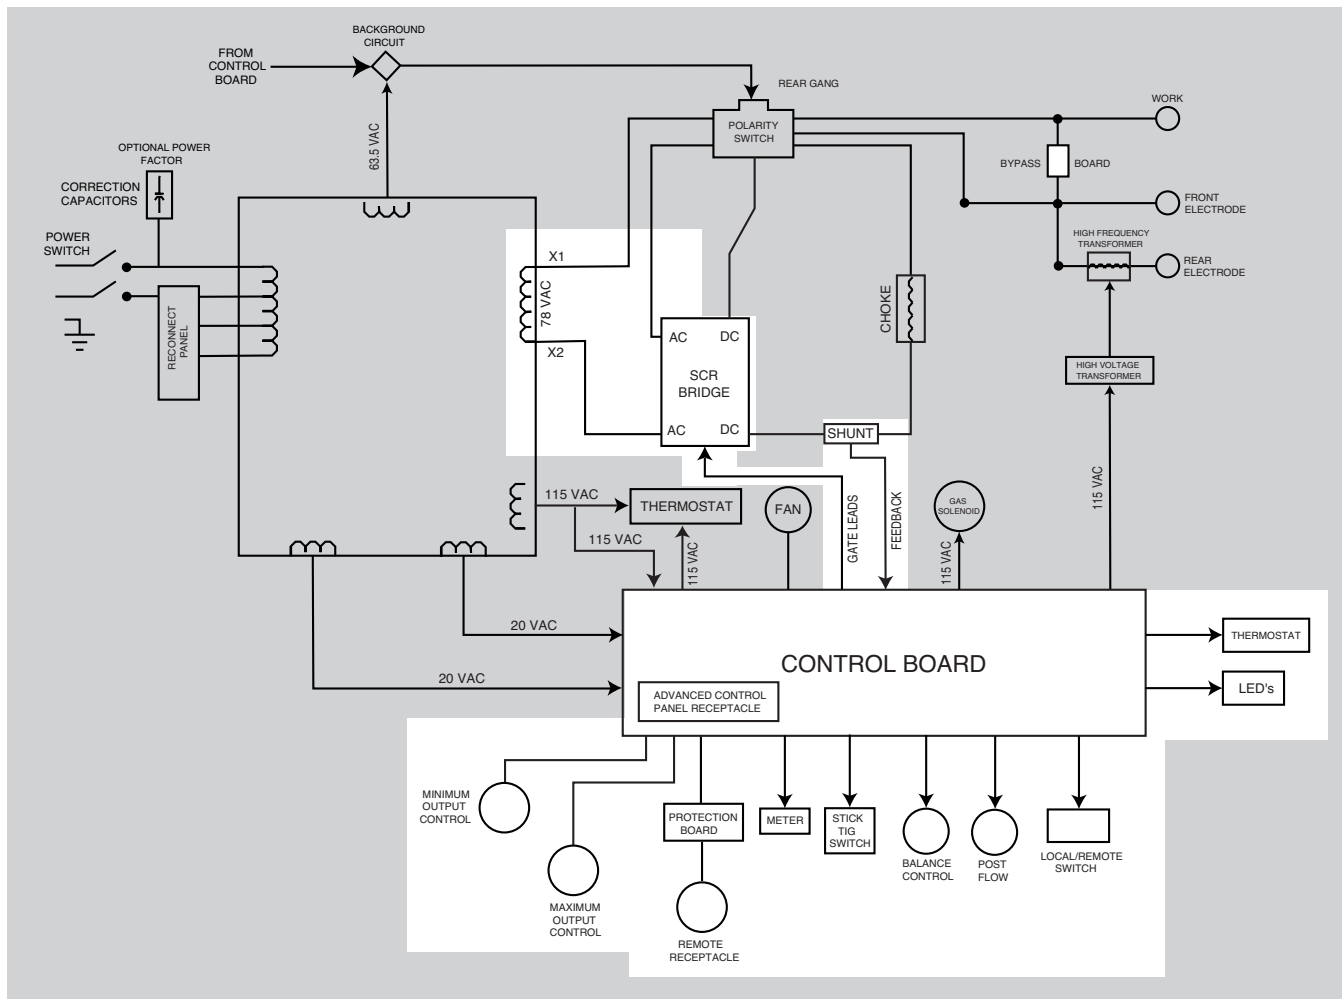 BACKGROUND
CIRCUIT
FROM
CONTROL
BOARD
REAR GANG
WORK
POLARITY
SWITCH
63.5 VAC
OPTIONAL POWER
FACTOR
BYPASS
BOARD
CORRECTION
CAPACITORS
FRONT
ELECTRODE
POWER
SWITCH
HIGH FREQUENCY
TRANSFORMER
X1
REAR
ELECTRODE
78 VAC
CHOKE
RECONNECT
PANEL
AC
DC
X2
HIGH VOLTAGE
TRANSFORMER
SCR
BRIDGE
AC
DC
SHUNT
115 VAC
THERMOSTAT
FAN
GATE LEADS
FEEDBACK
GAS
SOLENOID
115 VAC
115 VAC
115 VAC
115 VAC
20 VAC
THERMOSTAT
CONTROL BOARD
20 VAC
ADVANCED CONTROL
PANEL RECEPTACLE
LED's
MINIMUM
OUTPUT
CONTROL
PROTECTION
BOARD
METER
STICK
TIG
SWITCH
BALANCE
CONTROL
POST
FLOW
LOCAL/REMOTE
SWITCH
MAXIMUM
OUTPUT
CONTROL
REMOTE
RECEPTACLE